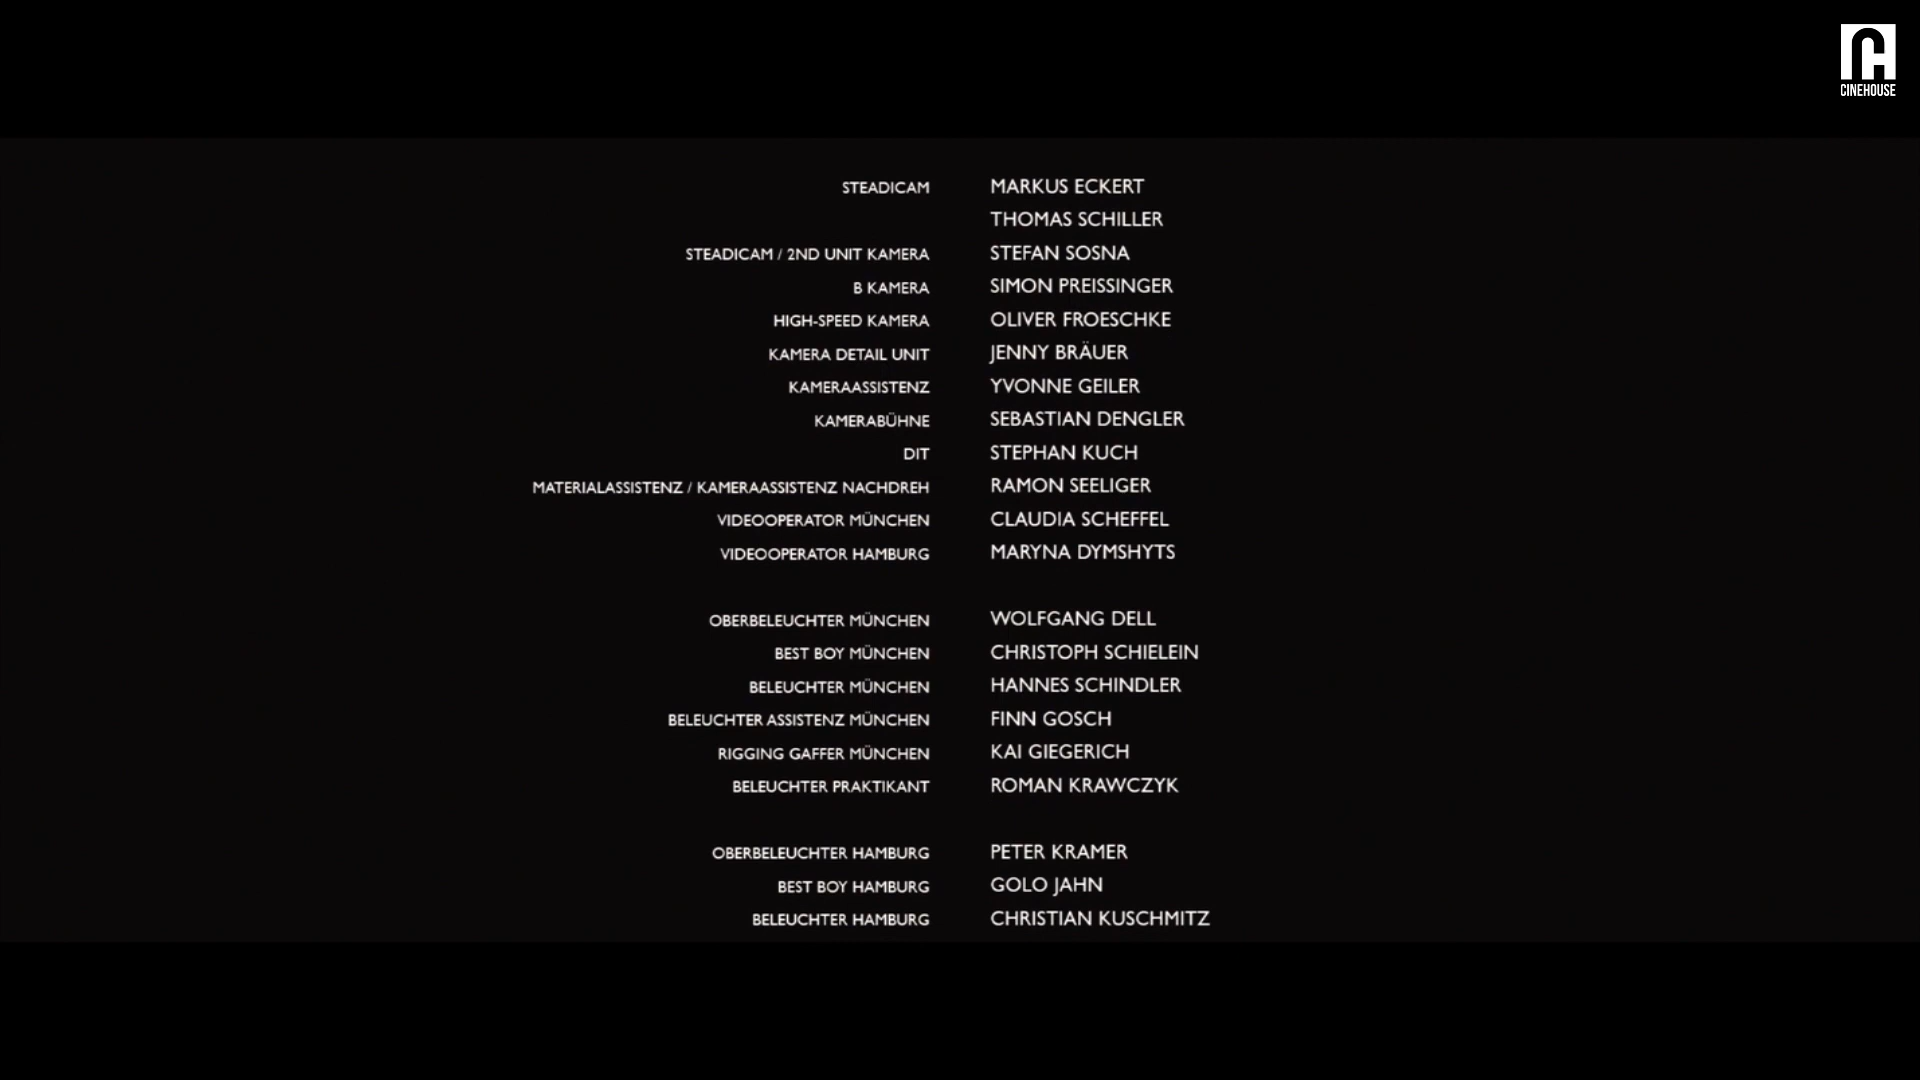 CINEHOUSE
STEADICAM MARKUS ECKERT
THOMAS SCHILLER
STEADICAM / 2ND UNIT KAMERA STEFAN SOSNA
B KAMERA SIMON PREISSINGER
HIGH-SPEED KAMERA OLIVER FROESCHKE
KAMERA DETAIL UNIT JENNY BRÄUER
KAMERAASSISTENZ YVONNE GEILER
KAMERABÜHNE SEBASTIAN DENGLER
DIT STEPHAN KUCH
MATERIALASSISTENZ / KAMERAASSISTENZ NACHDREH RAMON SEELIGER
VIDEOOPERATOR MÜNCHEN CLAUDIA SCHEFFEL
VIDEOOPERATOR HAMBURG MARYNA DYMSHYTS
OBERBELEUCHTER MÜNCHEN WOLFGANG DELL
BEST BOY MÜNCHEN CHRISTOPH SCHIELEIN
BELEUCHTER MÜNCHEN HANNES SCHINDLER
BELEUCHTER ASSISTENZ MÜNCHEN FINN GOSCH
RIGGING GAFFER MÜNCHEN KAI GIEGERICH
BELEUCHTER PRAKTIKANT ROMAN KRAWCZYK
OBERBELEUCHTER HAMBURG PETER KRAMER
BEST BOY HAMBURG GOLO JAHN
BELEUCHTER HAMBURG CHRISTIAN KUSCHMITZ